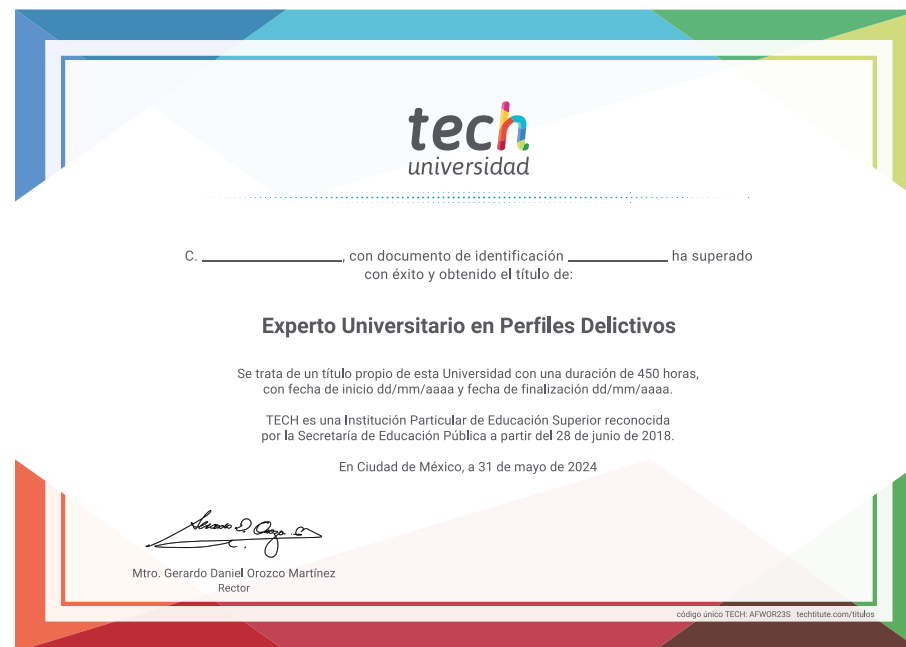 tech
universidad
C. ____________________, con documento de identificación ______________ ha superado
con éxito y obtenido el título de:
Experto Universitario en Perfiles Delictivos
Se trata de un título propio de esta Universidad con una duración de 450 horas,
con fecha de inicio dd/mm/aaaa y fecha de finalización dd/mm/aaaa.
TECH es una Institución Particular de Educación Superior reconocida
por la Secretaría de Educación Pública a partir del 28 de junio de 2018.
En Ciudad de México, a 31 de mayo de 2024
Mtro. Gerardo Daniel Orozco Martínez
Rector
código único TECH: AFWOR23S techtitute.com/titulos